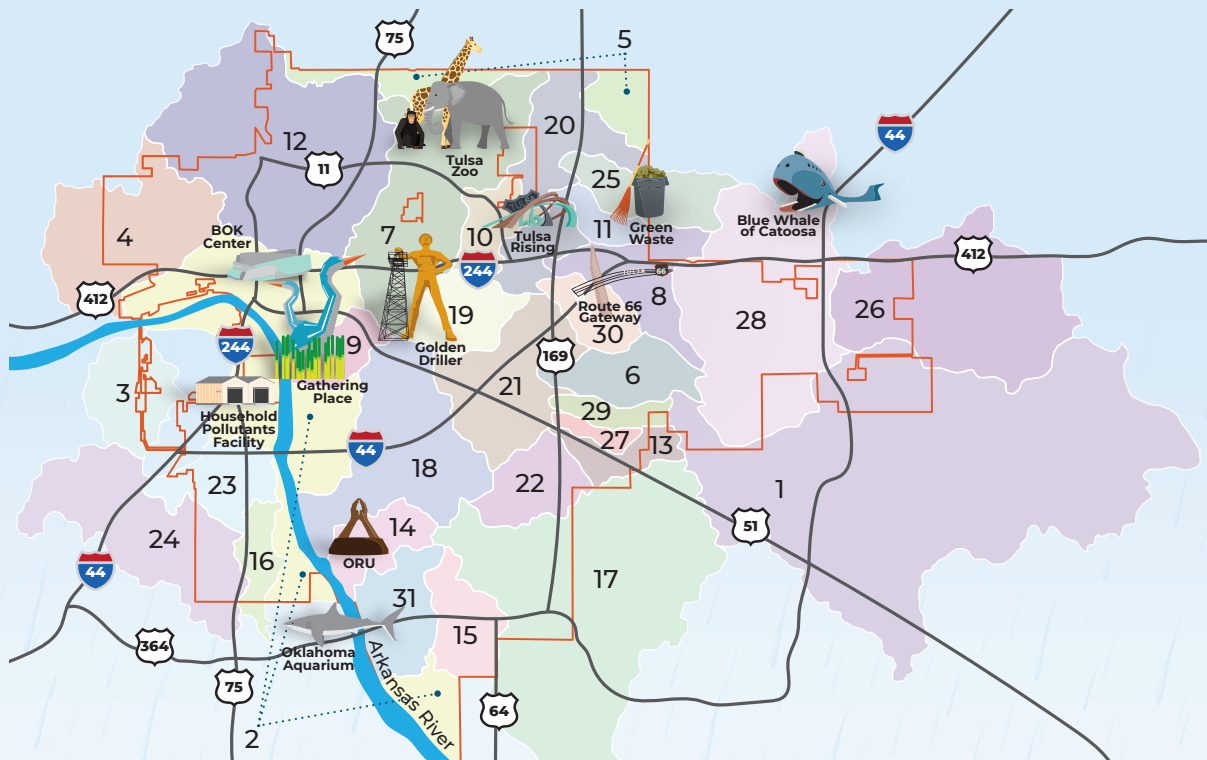 75
5
12
20
44
11
Tulsa
Zoo
25
4
BOK
Center
7
10
TULSA
Tulsa
Rising
11
Green
Waste
Blue Whale
of Catoosa
412
412
244
TULSA
66
8
Route 66
Gateway
30
28
26
19
Golden
Driller
244
9
169
3
Gathering
Place
21
6
Household
Pollutants
Facility
29
27
13
44
18
23
22
1
51
24
14
16
ORU
44
17
31
15
364
Oklahoma
Aquarium
Arkansas River
75
64
2